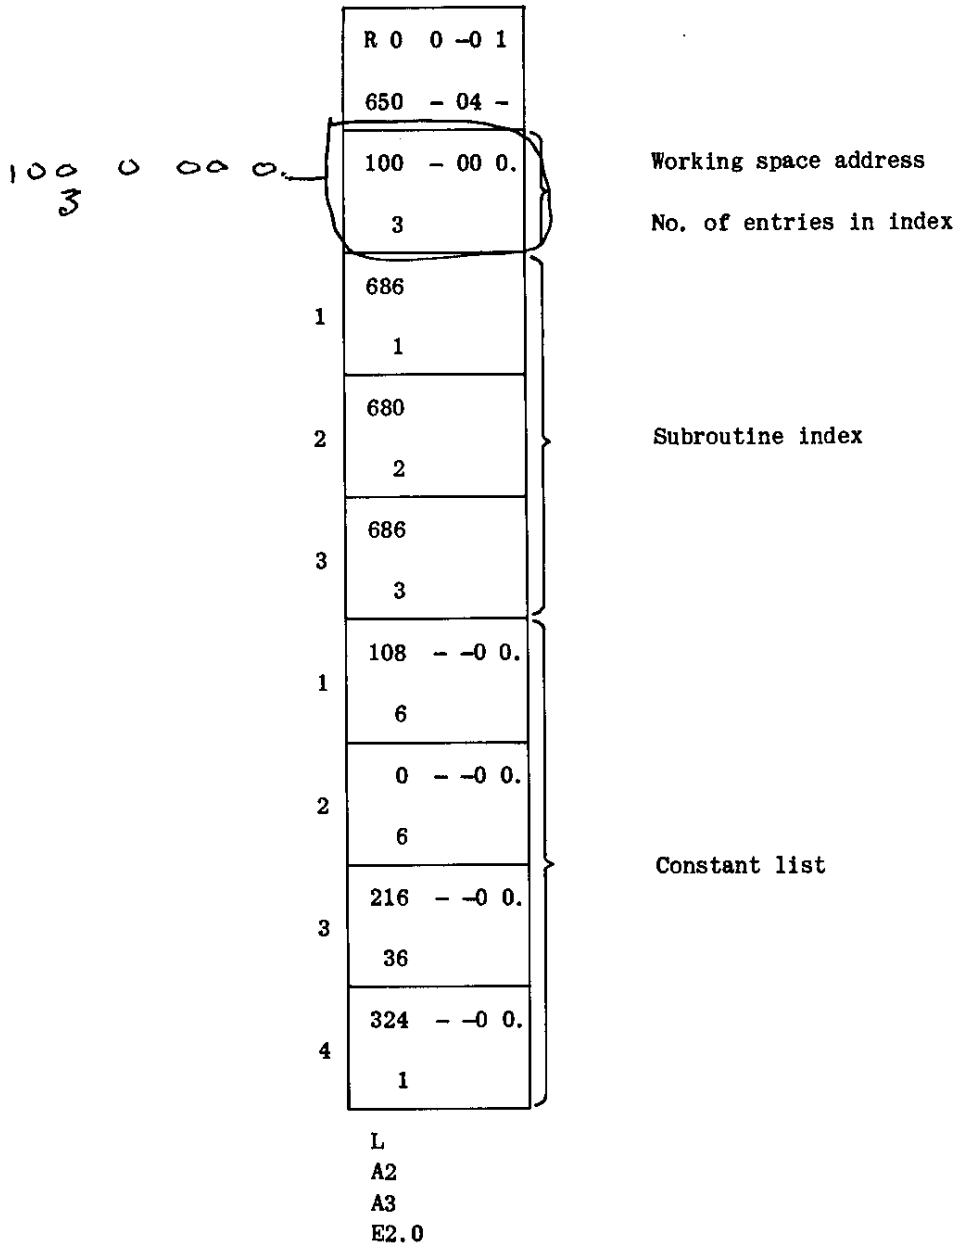 R 0 0 -0 1
650 - 04 -
100 0 00 0.
3
100 - 00 0.
Working space address
3
No. of entries in index
686
1
1
680
2
Subroutine index
2
686
3
3
108 - -0 0.
1
6
0 - -0 0.
2
6
Constant list
216 - -0 0.
3
36
324 - -0 0.
4
1
L
A2
A3
E2.0